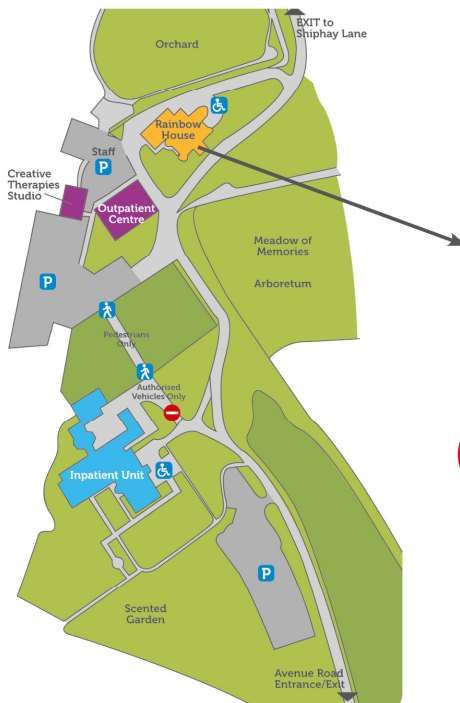 EXIT to
Shiphay Lane
Orchard
Rainbow
House
Staff
P
Creative
Therapies
Studio
Outpatient
Centre
Meadow of
Memories
Arboretum
P
Pedestrians
Only
Authorised
Vehicles Only
Inpatient Unit
P
Scented
Garden
Avenue Road
Entrance/Exit